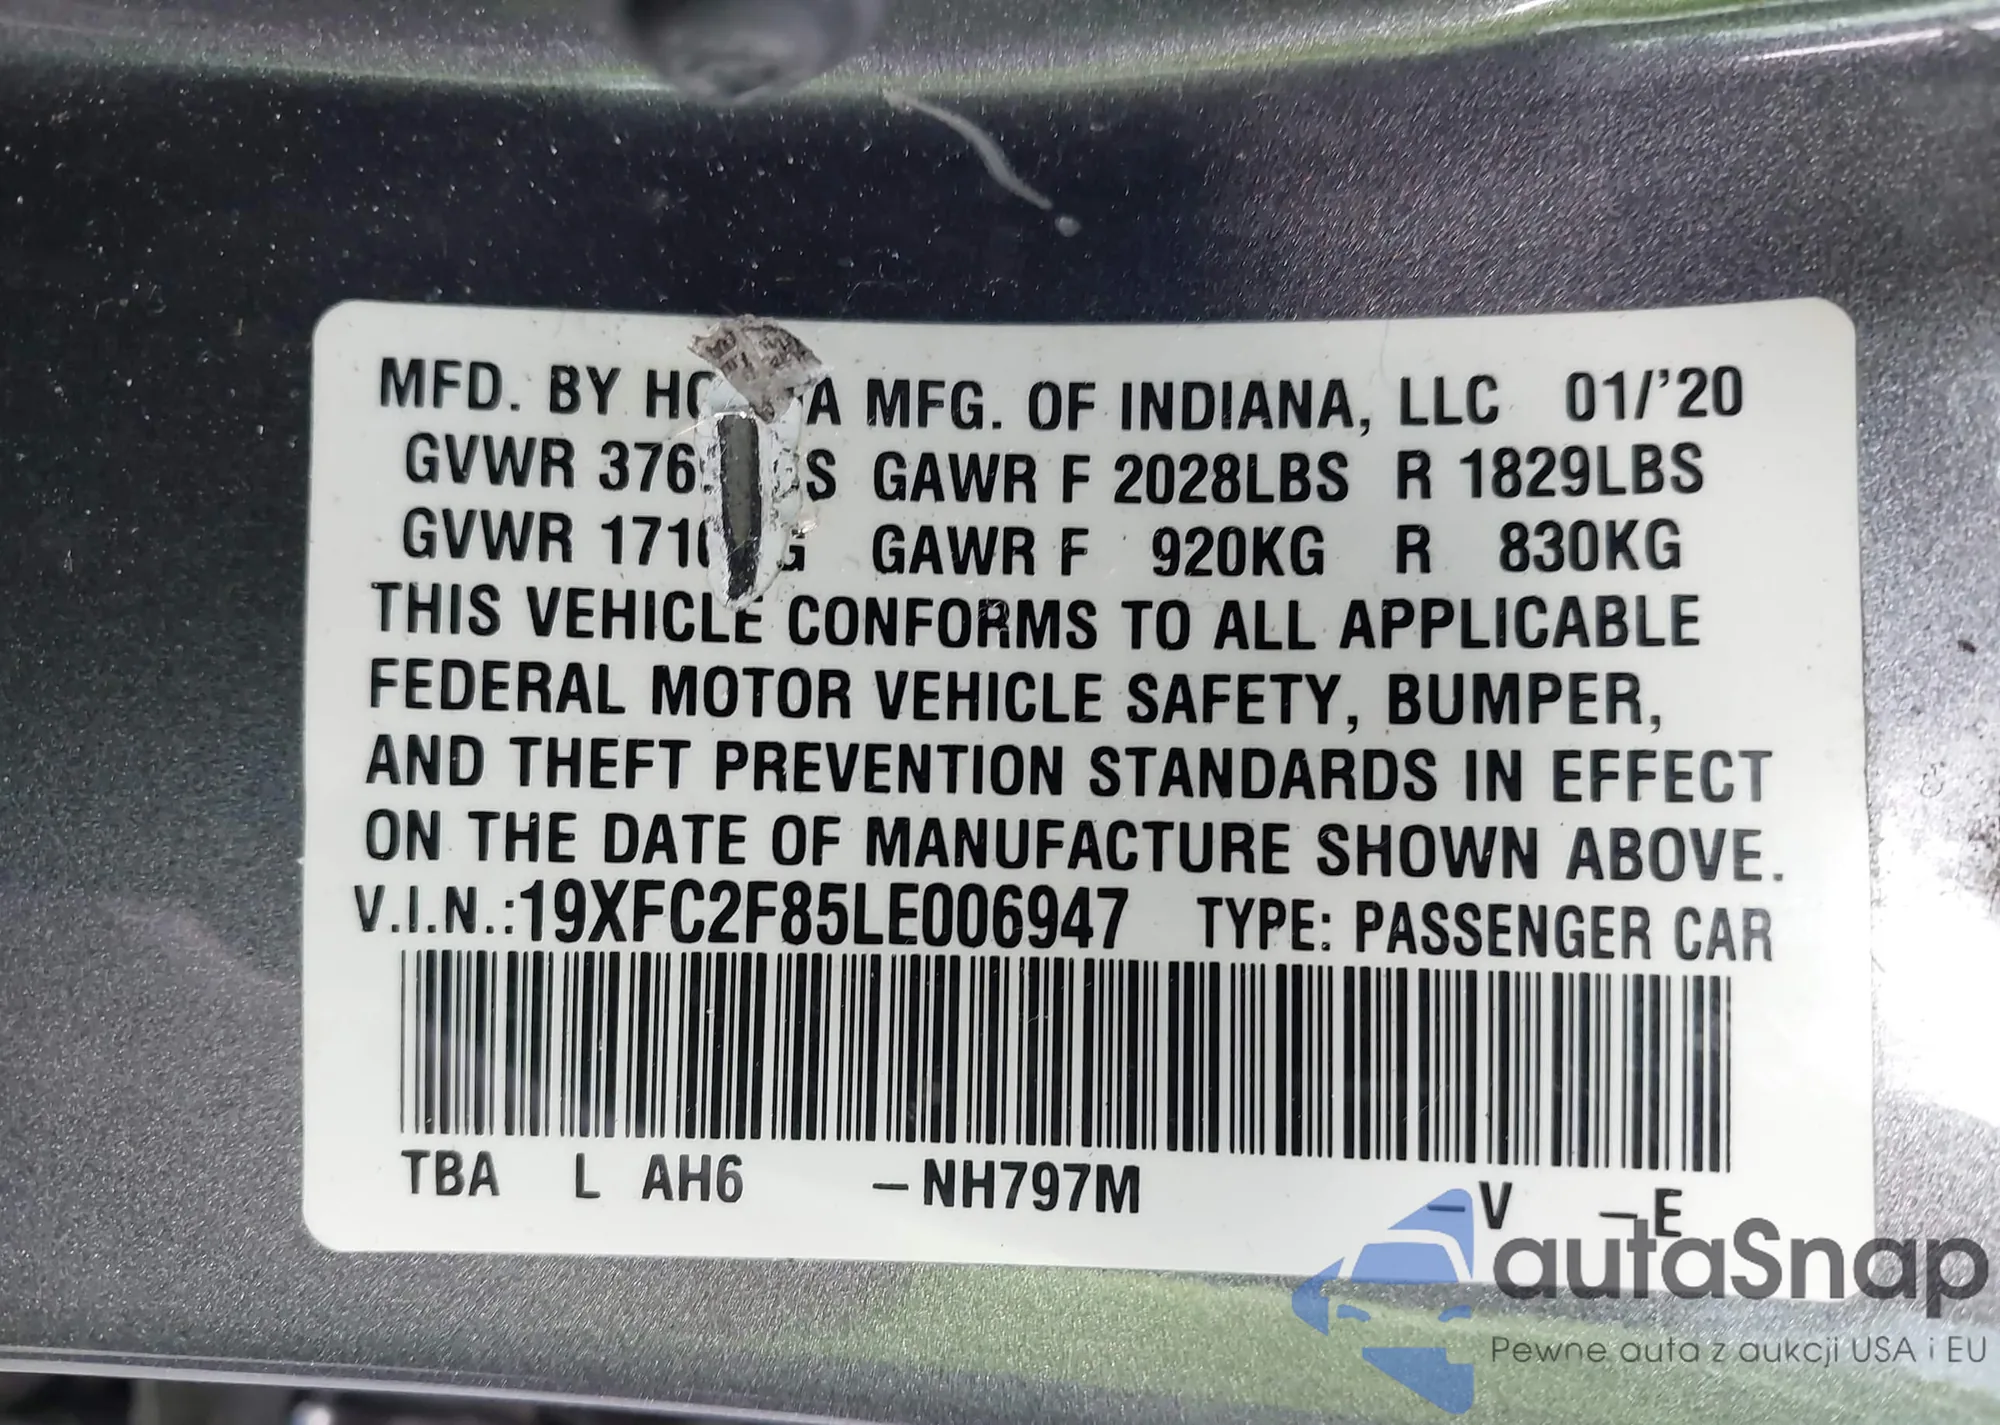 MFD. BY MFG. OF INDIANA, LLC 01/'20
GVWR GAWR F 2028LBS R 1829LBS
GVWR GAWR F 920KG R 830KG
THIS VEHICLE CONFORMS TO ALL APPLICABLE
FEDERAL MOTOR VEHICLE SAFETY, BUMPER,
AND THEFT PREVENTION STANDARDS IN EFFECT
ON THE DATE OF MANUFACTURE SHOWN ABOVE.
V.I.N.:19XFC2F85LE006947 TYPE: PASSENGER CAR
TBA L AH6 -NH797M -V -E
autaSnap
Pewne auta z aukcji USA i EU